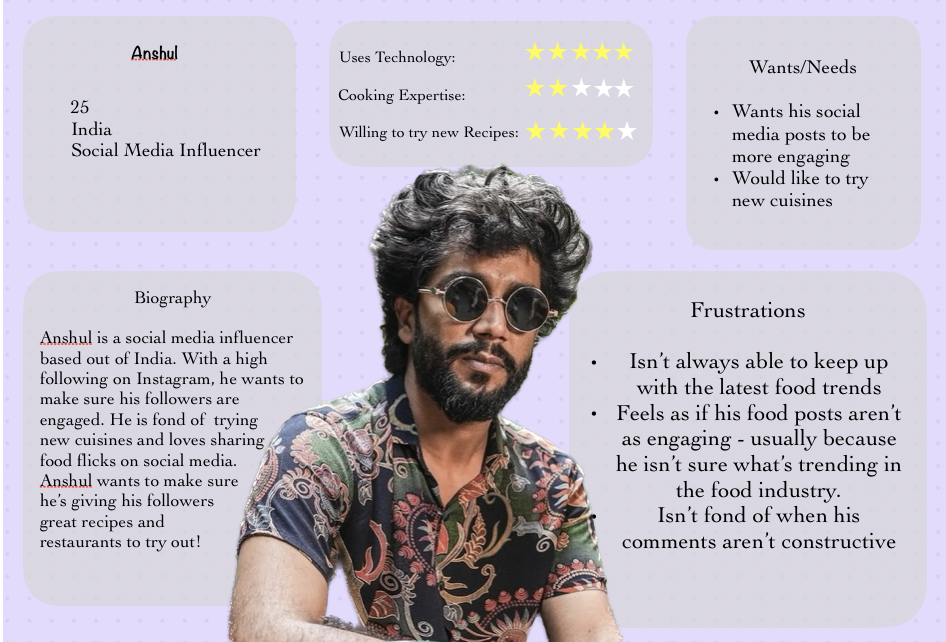 Anshul
25
India
Social Media Influencer
Uses Technology:
Cooking Expertise:
Willing to try new Recipes:
Wants/Needs
• Wants his social
media posts to be
more engaging
• Would like to try
new cuisines
Biography
Anshul is a social media influencer
based out of India. With a high
following on Instagram, he wants to
make sure his followers are
engaged. He is fond of  trying
new cuisines and loves sharing
food flicks on social media.
Anshul wants to make sure
he's giving his followers
great recipes and
restaurants to try out!
Frustrations
• Isn't always able to keep up
with the latest food trends
• Feels as if his food posts aren't
as engaging - usually because
he isn't sure what's trending in
the food industry.
• Isn't fond of when his
comments aren't constructive